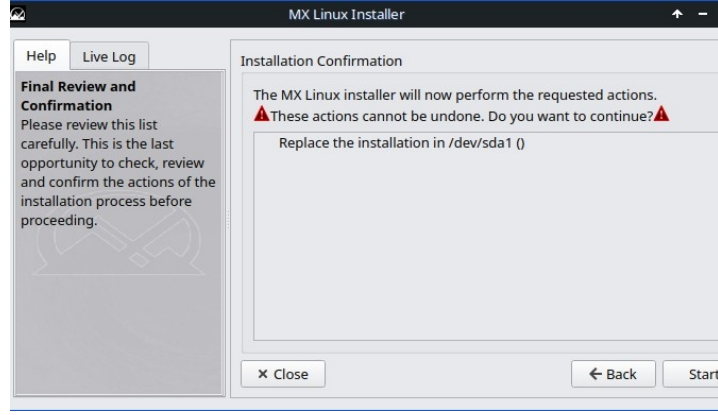 MX Linux Installer
Help
Live Log
Final Review and
Confirmation
Please review this list
carefully. This is the last
opportunity to check, review
and confirm the actions of the
installation process before
proceeding.
Installation Confirmation
The MX Linux installer will now perform the requested actions.
These actions cannot be undone. Do you want to continue?
Replace the installation in /dev/sda1 ()
Close
Back
Start